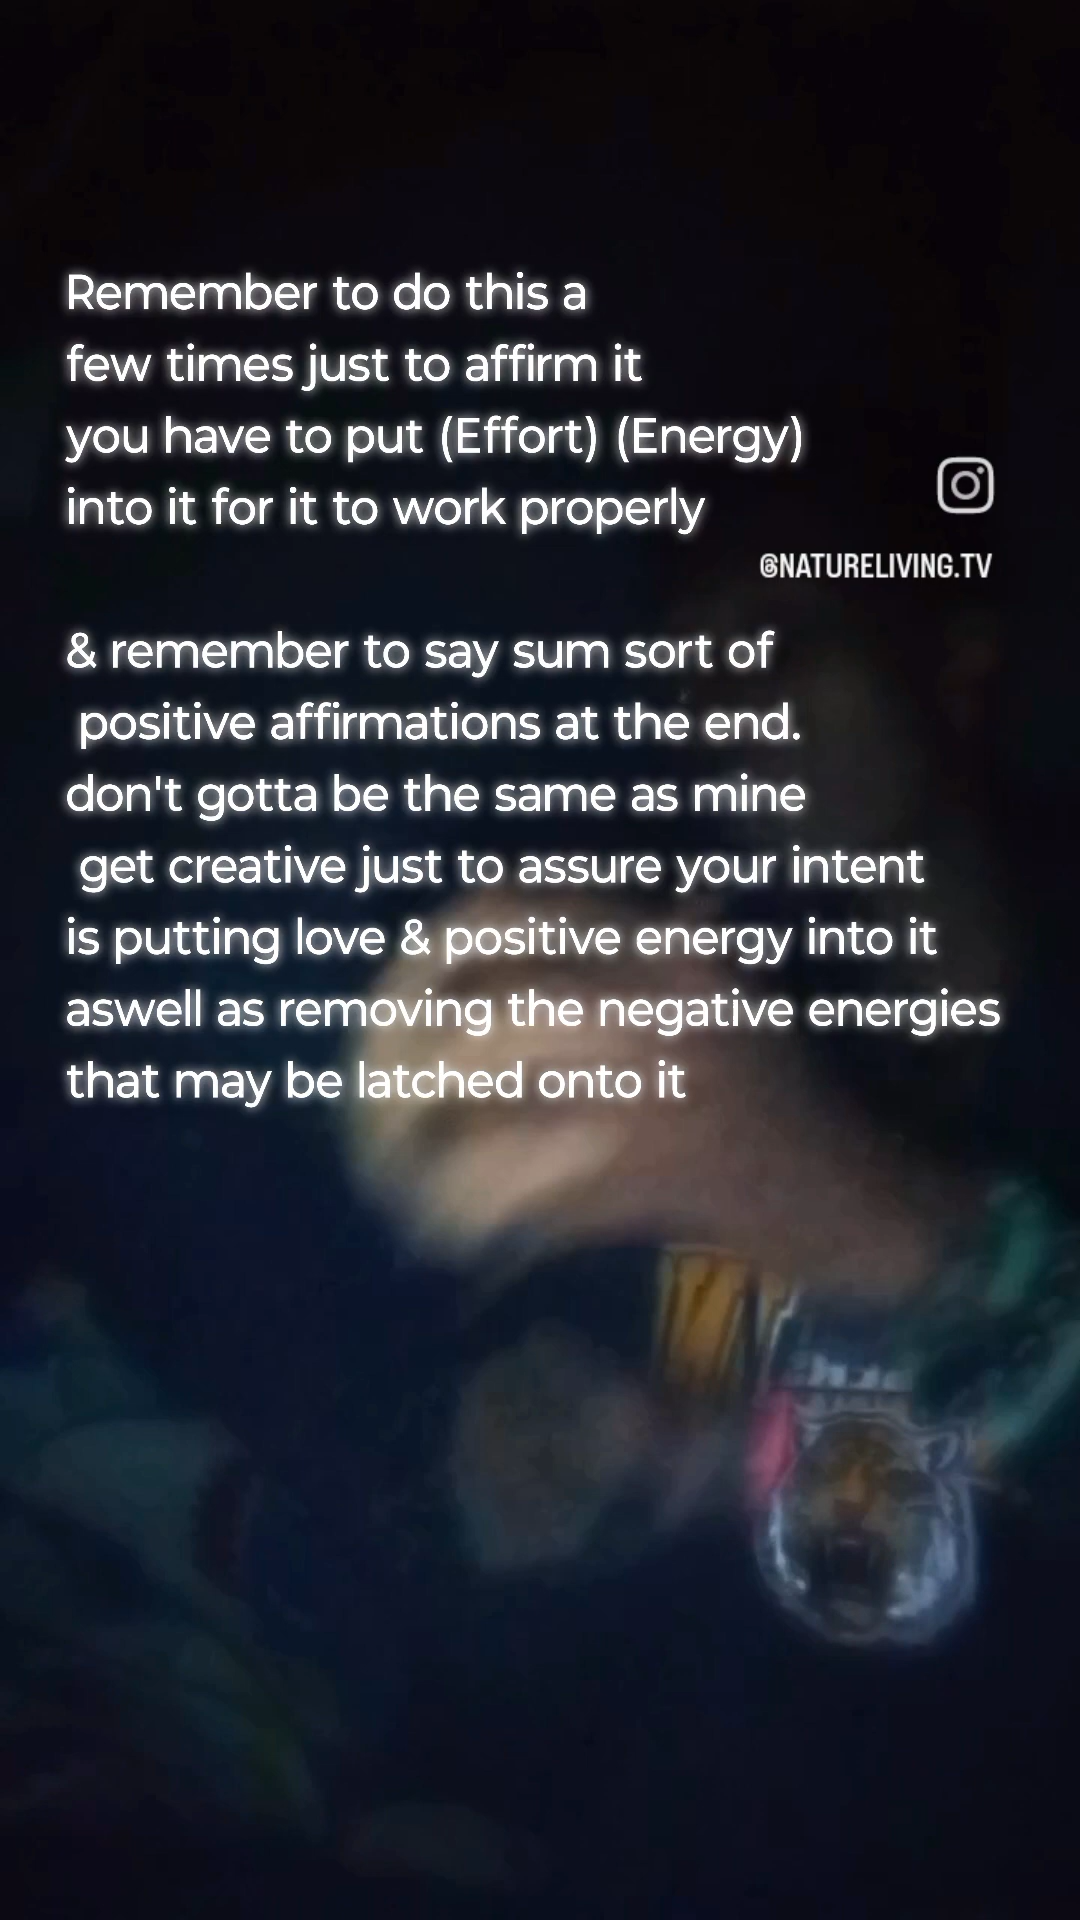 Remember to do this a
few times just to affirm it
you have to put (Effort) (Energy)
into it for it to work properly
@NATURELIVING.TV
& remember to say sum sort of
positive affirmations at the end.
don't gotta be the same as mine
get creative just to assure your intent
is putting love & positive energy into it
aswell as removing the negative energies
that may be latched onto it